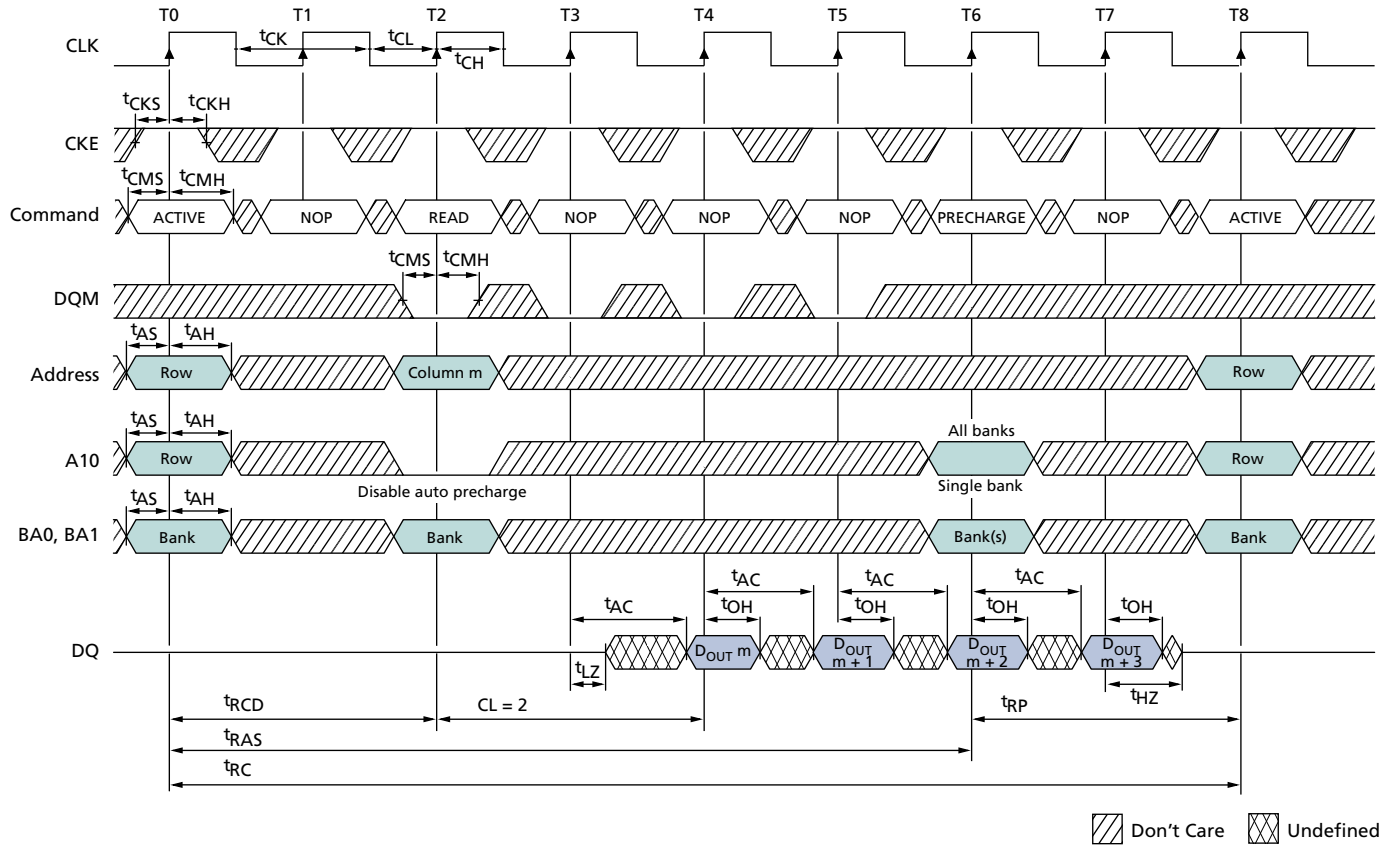 T0 T1 T2 T3 T4 T5 T6 T7 T8
CLK
tCK tCL
tCH
tCKS tCKH
CKE
tCMS tCMH
Command ACTIVE NOP READ NOP NOP NOP PRECHARGE NOP ACTIVE
tCMS tCMH
DQM
tAS tAH
Address Row Column m Row
tAS tAH
All banks
A10 Row Row
Disable auto precharge Single bank
tAS tAH
BA0, BA1 Bank Bank Bank(s) Bank
tAC tAC tAC
tAC tOH tOH tOH tOH
DQ DOUT m DOUT m + 1 DOUT m + 2 DOUT m + 3
tLZ tHZ
tRCD CL = 2 tRP
tRAS
tRC
Don't Care Undefined